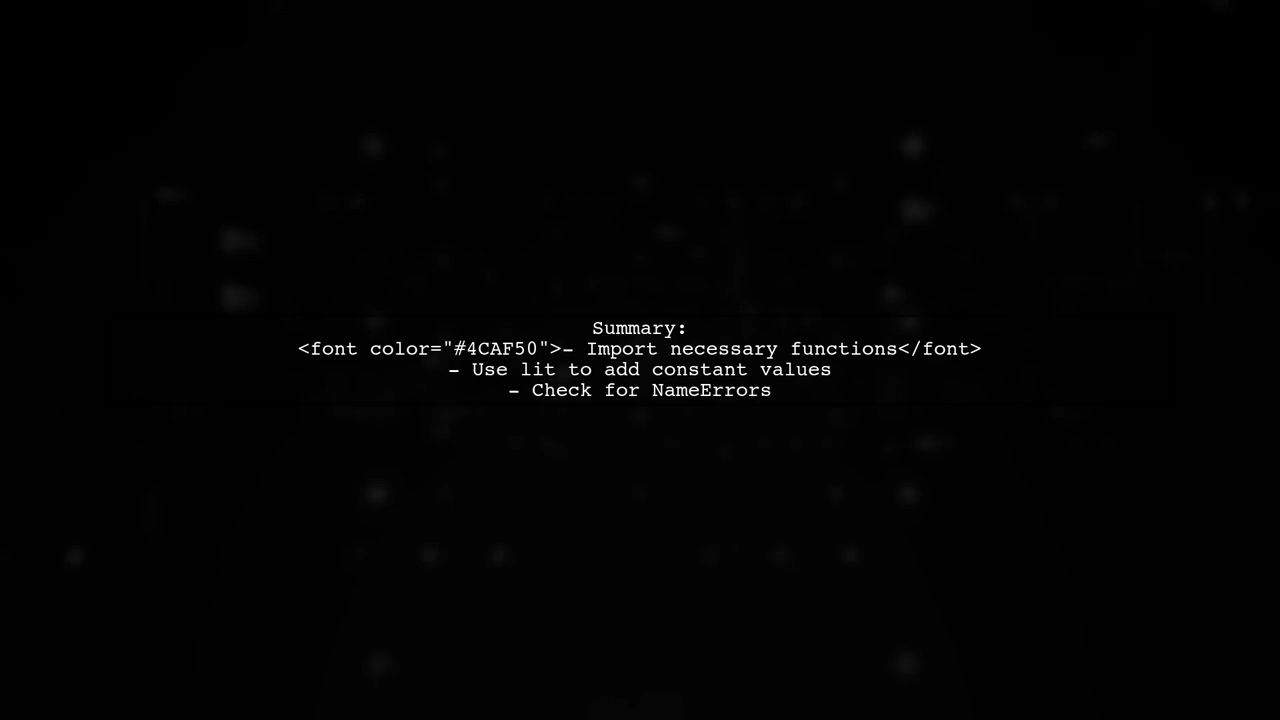 Summary:
<font color="#4CAF50">- Import necessary functions</font>
- Use lit to add constant values
- Check for NameErrors